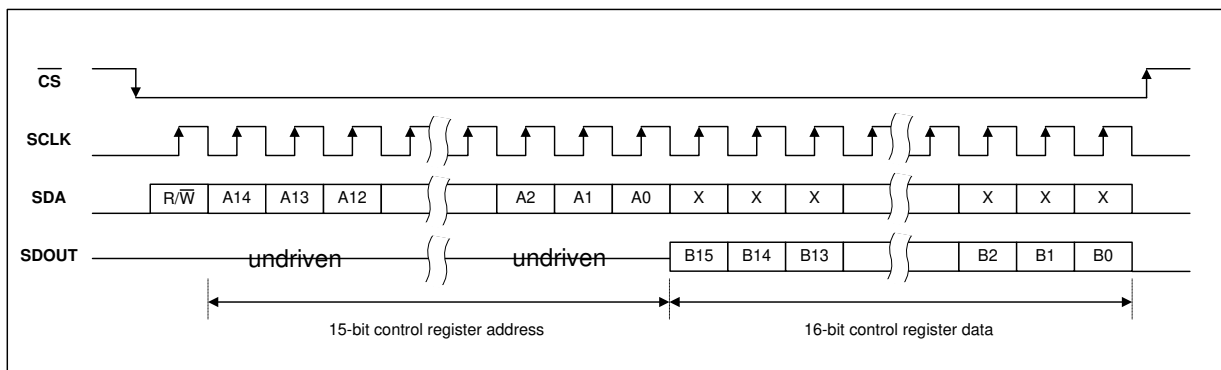 CS
SCLK
SDA R/W A14 A13 A12 A2 A1 A0 X X X X X X
SDOUT undriven undriven B15 B14 B13 B2 B1 B0
15-bit control register address 16-bit control register data